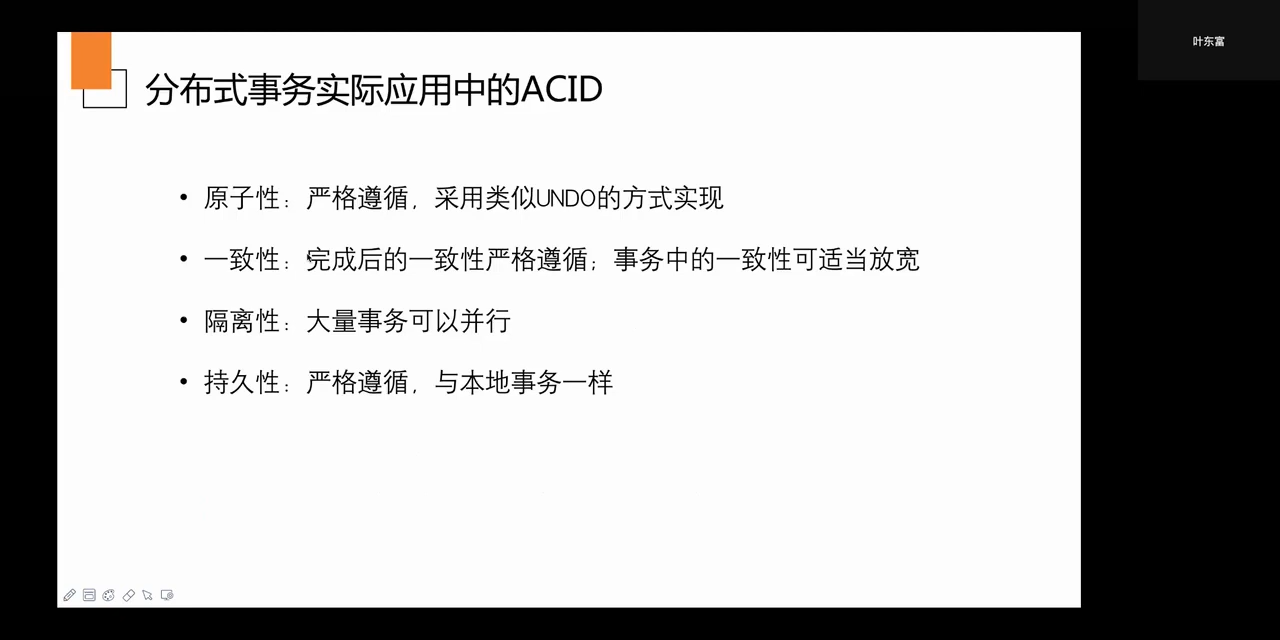 叶东富
分布式事务实际应用中的ACID
• 原子性：严格遵循，采用类似UNDO的方式实现
• 一致性：完成后的一致性严格遵循；事务中的一致性可适当放宽
• 隔离性：大量事务可以并行
• 持久性：严格遵循，与本地事务一样